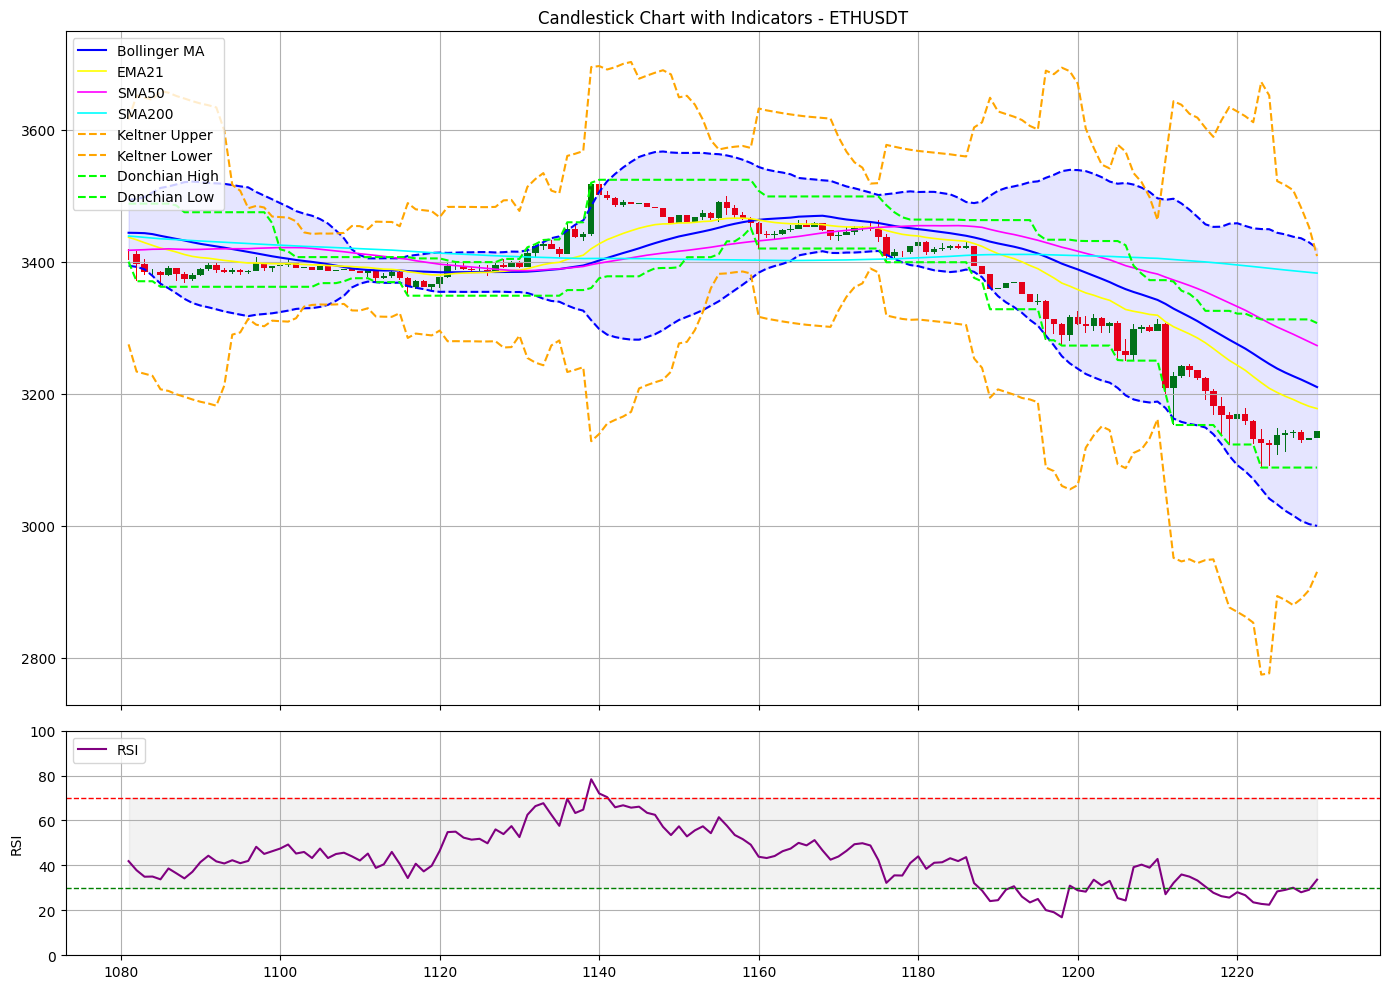 Candlestick Chart with Indicators - ETHUSDT
Bollinger MA
EMA21
SMA50
SMA200
Keltner Upper
Keltner Lower
Donchian High
Donchian Low
3600
3400
3200
3000
2800
RSI
100
80
60
40
20
0
RSI
1080
1100
1120
1140
1160
1180
1200
1220